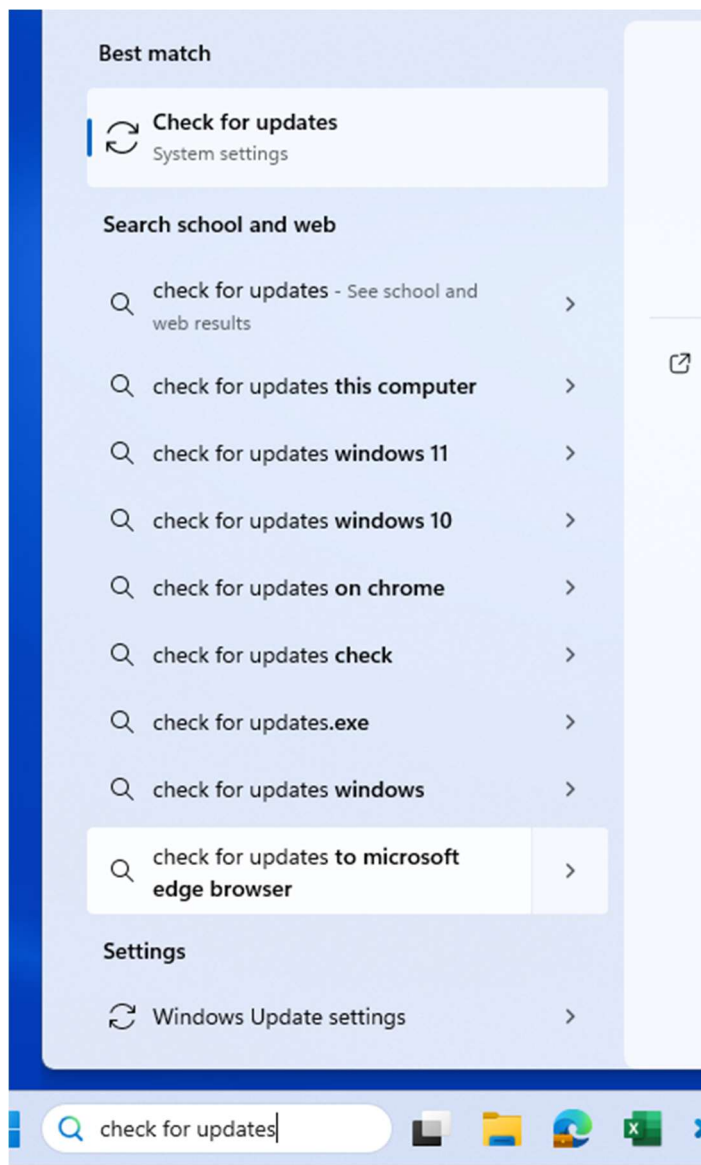 Best match
Check for updates
System settings
Search school and web
check for updates - See school and
web results
check for updates this computer
check for updates windows 11
check for updates windows 10
check for updates on chrome
check for updates check
check for updates.exe
check for updates windows
check for updates to microsoft
edge browser
Settings
Windows Update settings
check for updates